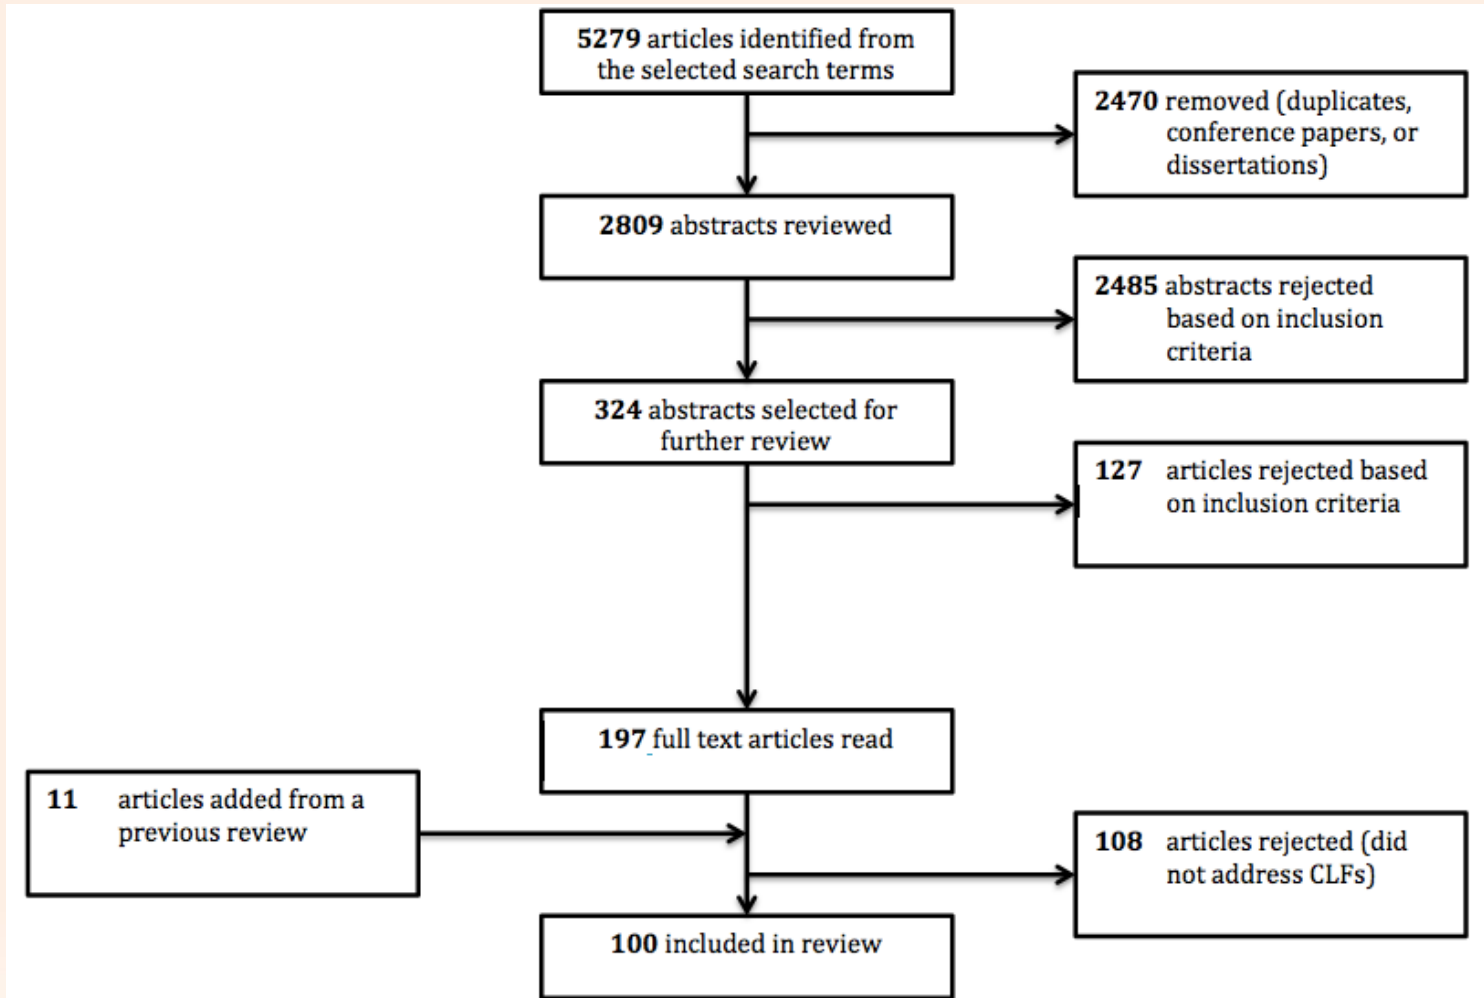 5279 articles identified from
the selected search terms
2470 removed (duplicates,
conference papers, or
dissertations)
2809 abstracts reviewed
2485 abstracts rejected
based on inclusion
criteria
324 abstracts selected for
further review
127 articles rejected based
on inclusion criteria
197 full text articles read
11 articles added from a
previous review
108 articles rejected (did
not address CLFs)
100 included in review